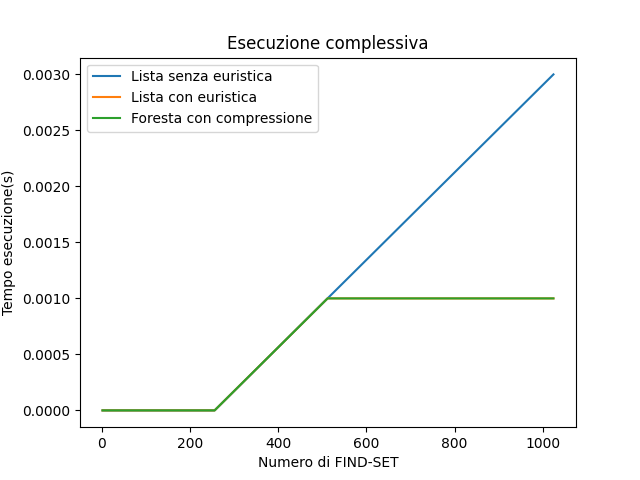 Esecuzione complessiva
Lista senza euristica
Lista con euristica
Foresta con compressione
Tempo esecuzione(s)
0.0030
0.0025
0.0020
0.0015
0.0010
0.0005
0.0000
0 200 400 600 800 1000
Numero di FIND-SET